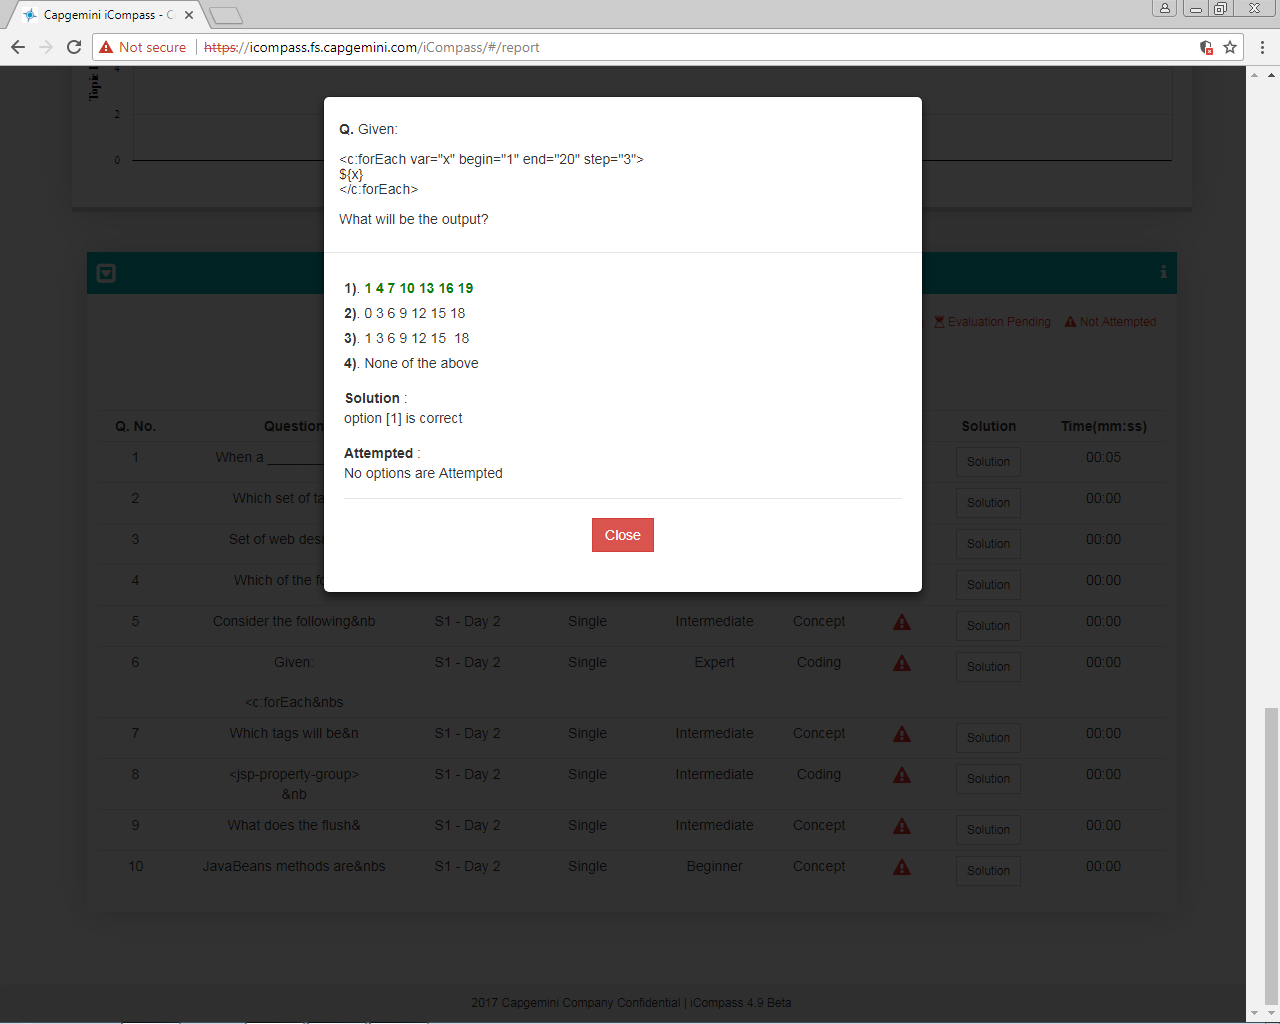 Capgemini iCompass - C
Not secure
https://icompass.fs.capgemini.com/iCompass/#/report
4
2
0
Topic
Q. Given:
<c:forEach var="x" begin="1" end="20" step="3">
${x}
</c:forEach>
What will be the output?
1). 1 4 7 10 13 16 19
2). 0 3 6 9 12 15 18
3). 1 3 6 9 12 15  18
4). None of the above
Solution :
option [1] is correct
Attempted :
No options are Attempted
Close
Evaluation Pending
Not Attempted
Q. No. Question Solution Time(mm:ss)
1 When a ________ Solution 00:05
2 Which set of ta Solution 00:00
3 Set of web des Solution 00:00
4 Which of the fo Solution 00:00
5 Consider the following&nb S1 - Day 2 Single Intermediate Concept Solution 00:00
6 Given: S1 - Day 2 Single Expert Coding Solution 00:00
<c:forEach&nbs
7 Which tags will be&n S1 - Day 2 Single Intermediate Concept Solution 00:00
8 <jsp-property-group> S1 - Day 2 Single Intermediate Coding Solution 00:00
&nb
9 What does the flush& S1 - Day 2 Single Intermediate Concept Solution 00:00
10 JavaBeans methods are&nbs S1 - Day 2 Single Beginner Concept Solution 00:00
2017 Capgemini Company Confidential | iCompass 4.9 Beta